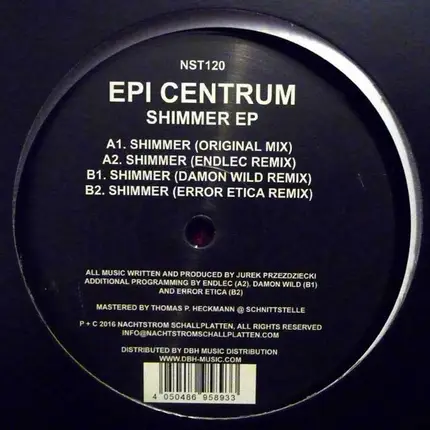 NST120
EPI CENTRUM
SHIMMER EP
A1. SHIMMER (ORIGINAL MIX)
A2. SHIMMER (ENDLEC REMIX)
B1. SHIMMER (DAMON WILD REMIX)
B2. SHIMMER (ERROR ETICA REMIX)
ALL MUSIC WRITTEN AND PRODUCED BY JUREK PRZEZDZIECKI
ADDITIONAL PROGRAMMING BY ENDLEC (A2), DAMON WILD (B1)
AND ERROR ETICA (B2)
MASTERED BY THOMAS P. HECKMANN @ SCHNITTSTELLE
P + C 2016 NACHTSTROM SCHALLPLATTEN, ALL RIGHTS RESERVED
INFO@NACHTSTROMSCHALLPLATTEN.COM
DISTRIBUTED BY DBH MUSIC DISTRIBUTION
WWW.DBH-MUSIC.COM
4 050486 958933